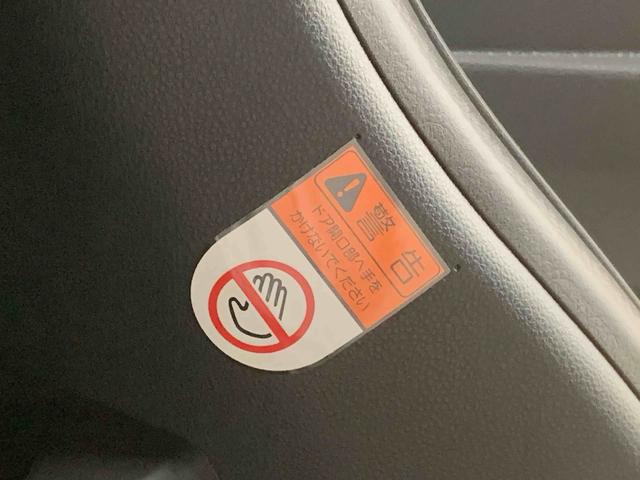 警告
ドア開口部へ手を
かけないでください